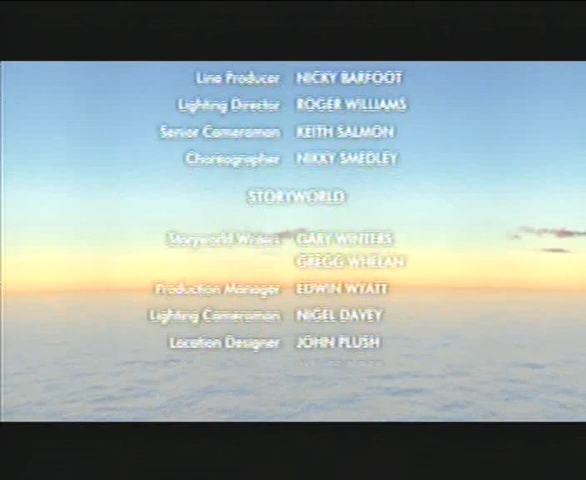 Line Producer NICKY BARFOOT
Lighting Director ROGER WILLIAMS
Senior Cameraman KEITH SALMON
Choreographer NIKKY SMEDLEY
STORYWORLD
Storyworld Writers GARY WINTERS
GREGG WHELAN
Production Manager EDWIN WYATT
Lighting Cameraman NIGEL DAVEY
Location Designer JOHN PLUSH